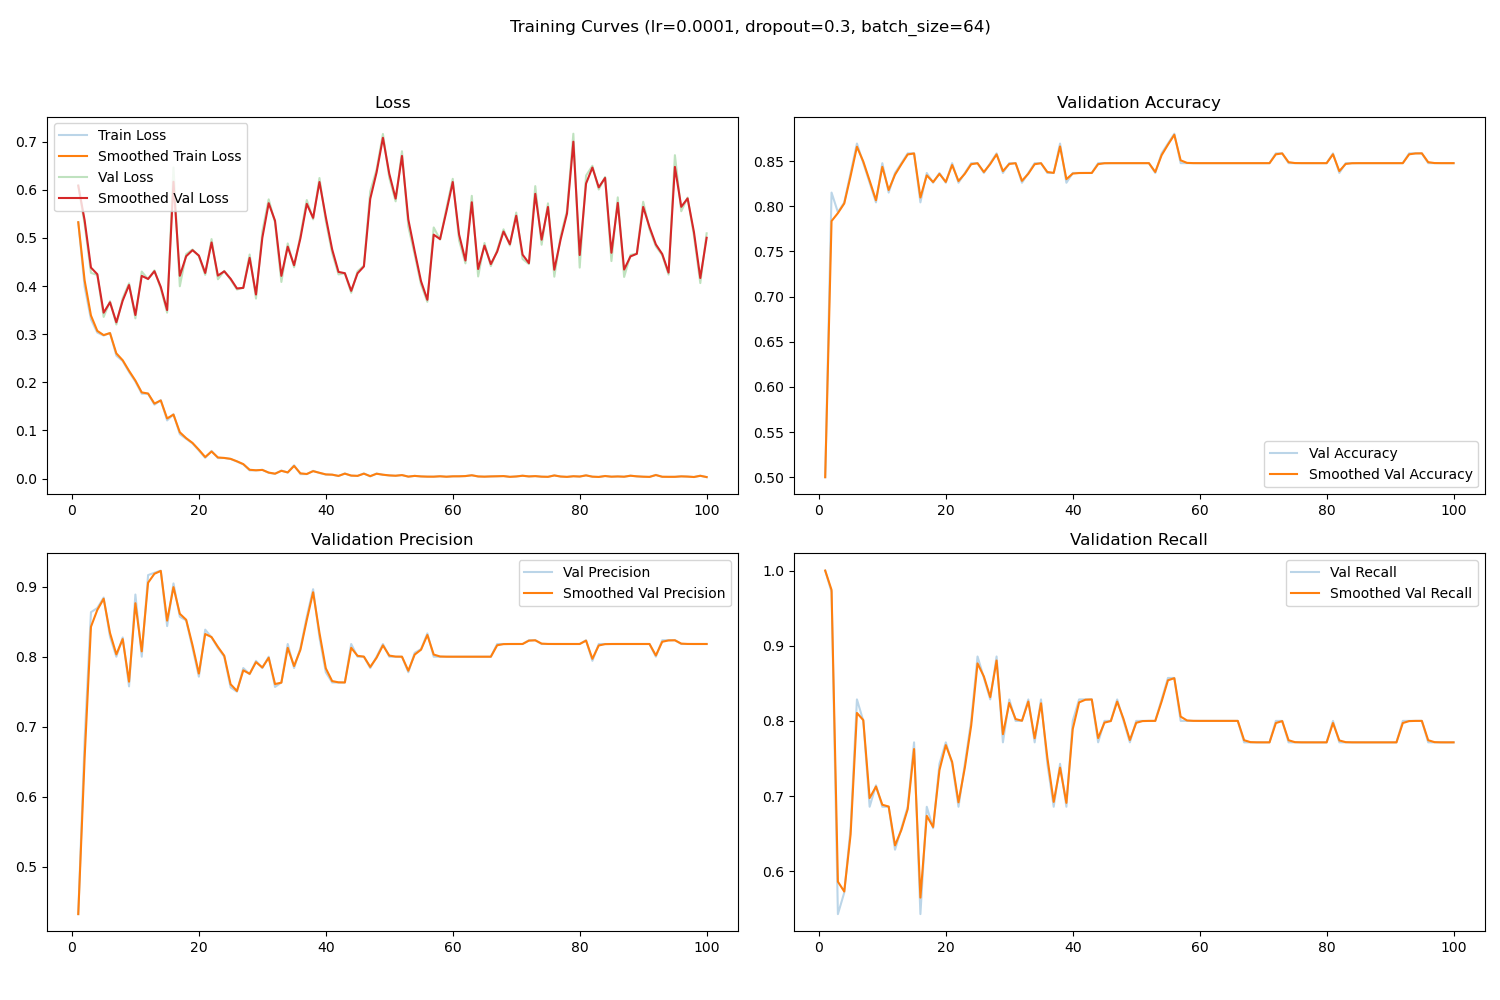 Training Curves (lr=0.0001, dropout=0.3, batch_size=64)
Loss
Train Loss
Smoothed Train Loss
Val Loss
Smoothed Val Loss
0.7
0.6
0.5
0.4
0.3
0.2
0.1
0.0
0 20 40 60 80 100
Validation Accuracy
0.85
0.80
0.75
0.70
0.65
0.60
0.55
0.50
Val Accuracy
Smoothed Val Accuracy
0 20 40 60 80 100
Validation Precision
Val Precision
Smoothed Val Precision
0.9
0.8
0.7
0.6
0.5
0 20 40 60 80 100
Validation Recall
Val Recall
Smoothed Val Recall
1.0
0.9
0.8
0.7
0.6
0 20 40 60 80 100